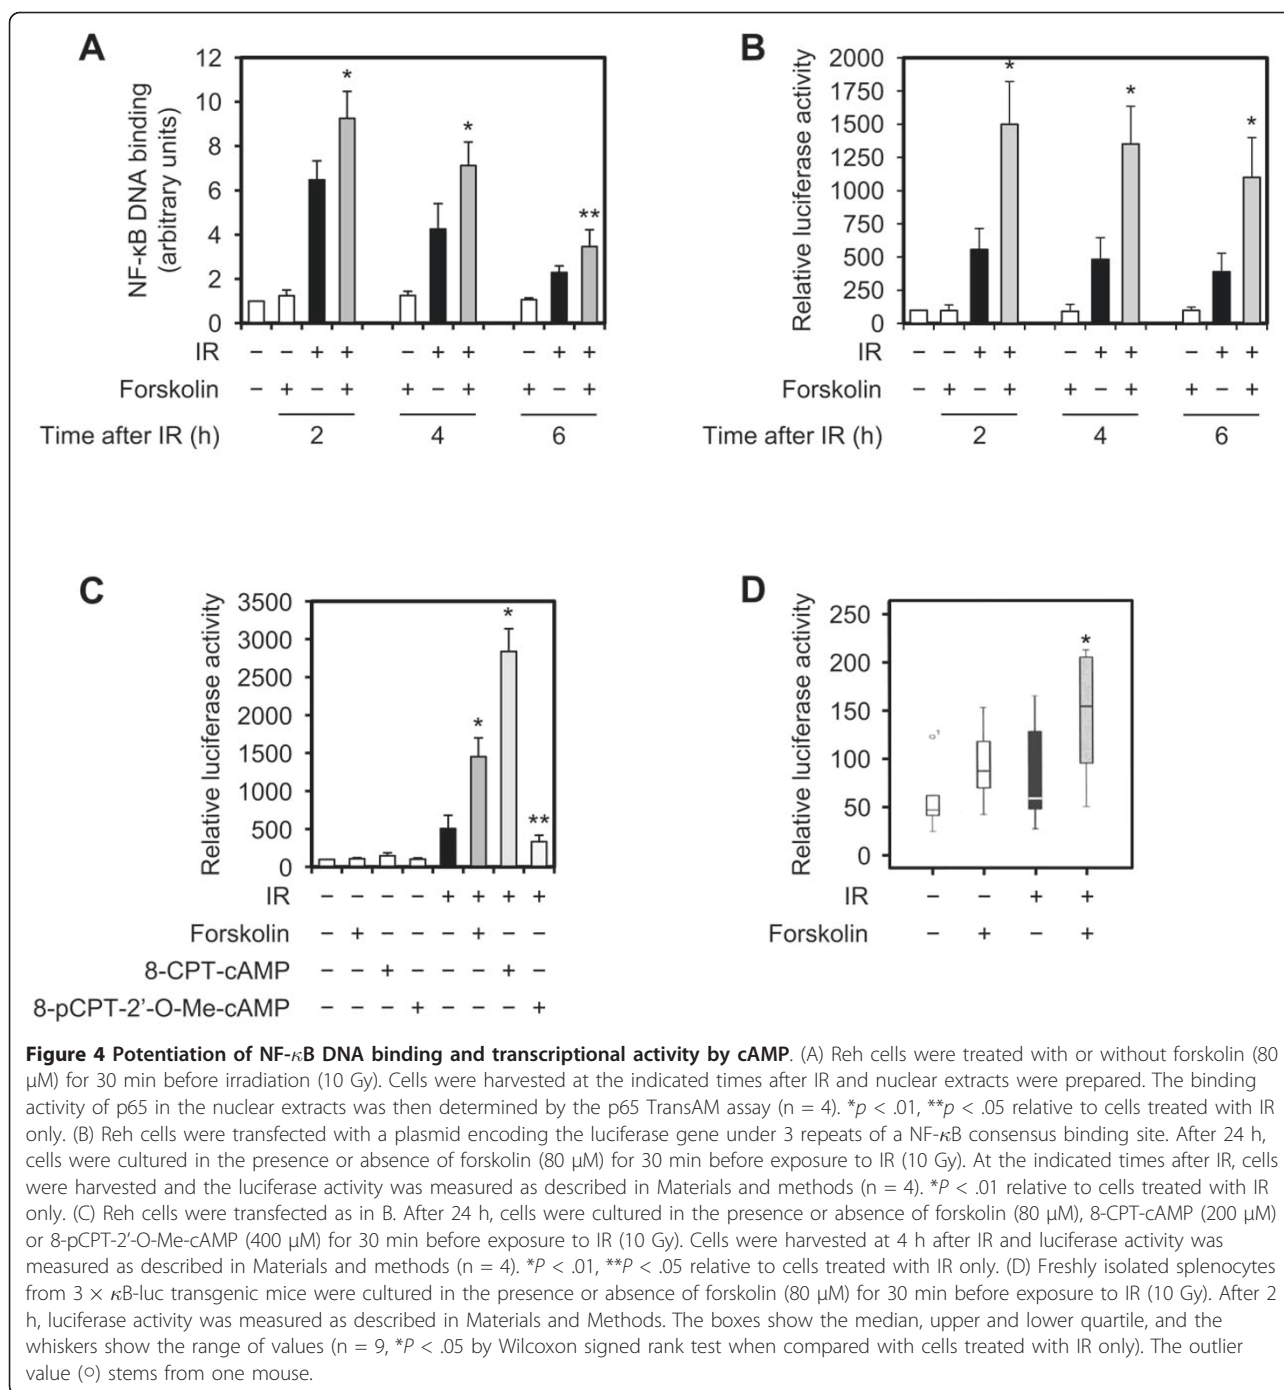 A
NF-κB DNA binding
(arbitrary units)
12
10
8
6
4
2
0
* * **
IR − − + + − + + − + +
Forskolin − + − + + − + + − +
Time after IR (h) 2 4 6
B
Relative luciferase activity
2000
1750
1500
1250
1000
750
500
250
0
* * *
IR − − + + − + + − + +
Forskolin − + − + + − + + − +
Time after IR (h) 2 4 6
C
Relative luciferase activity
3500
3000
2500
2000
1500
1000
500
0
* * **
IR − − − − + + + +
Forskolin − + − − − + − −
8-CPT-cAMP − − + − − − + −
8-pCPT-2’-O-Me-cAMP − − − + − − − +
D
Relative luciferase activity
250
200
150
100
50
0
*
IR − − + +
Forskolin − + − +
Figure 4 Potentiation of NF-κB DNA binding and transcriptional activity by cAMP. (A) Reh cells were treated with or without forskolin (80
μM) for 30 min before irradiation (10 Gy). Cells were harvested at the indicated times after IR and nuclear extracts were prepared. The binding
activity of p65 in the nuclear extracts was then determined by the p65 TransAM assay (n = 4). *p < .01, **p < .05 relative to cells treated with IR
only. (B) Reh cells were transfected with a plasmid encoding the luciferase gene under 3 repeats of a NF-κB consensus binding site. After 24 h,
cells were cultured in the presence or absence of forskolin (80 μM) for 30 min before exposure to IR (10 Gy). At the indicated times after IR, cells
were harvested and the luciferase activity was measured as described in Materials and methods (n = 4). *P < .01 relative to cells treated with IR
only. (C) Reh cells were transfected as in B. After 24 h, cells were cultured in the presence or absence of forskolin (80 μM), 8-CPT-cAMP (200 μM)
or 8-pCPT-2’-O-Me-cAMP (400 μM) for 30 min before exposure to IR (10 Gy). Cells were harvested at 4 h after IR and luciferase activity was
measured as described in Materials and methods (n = 4). *P < .01, **P < .05 relative to cells treated with IR only. (D) Freshly isolated splenocytes
from 3 × κB-luc transgenic mice were cultured in the presence or absence of forskolin (80 μM) for 30 min before exposure to IR (10 Gy). After 2
h, luciferase activity was measured as described in Materials and Methods. The boxes show the median, upper and lower quartile, and the
whiskers show the range of values (n = 9, *P < .05 by Wilcoxon signed rank test when compared with cells treated with IR only). The outlier
value (○) stems from one mouse.